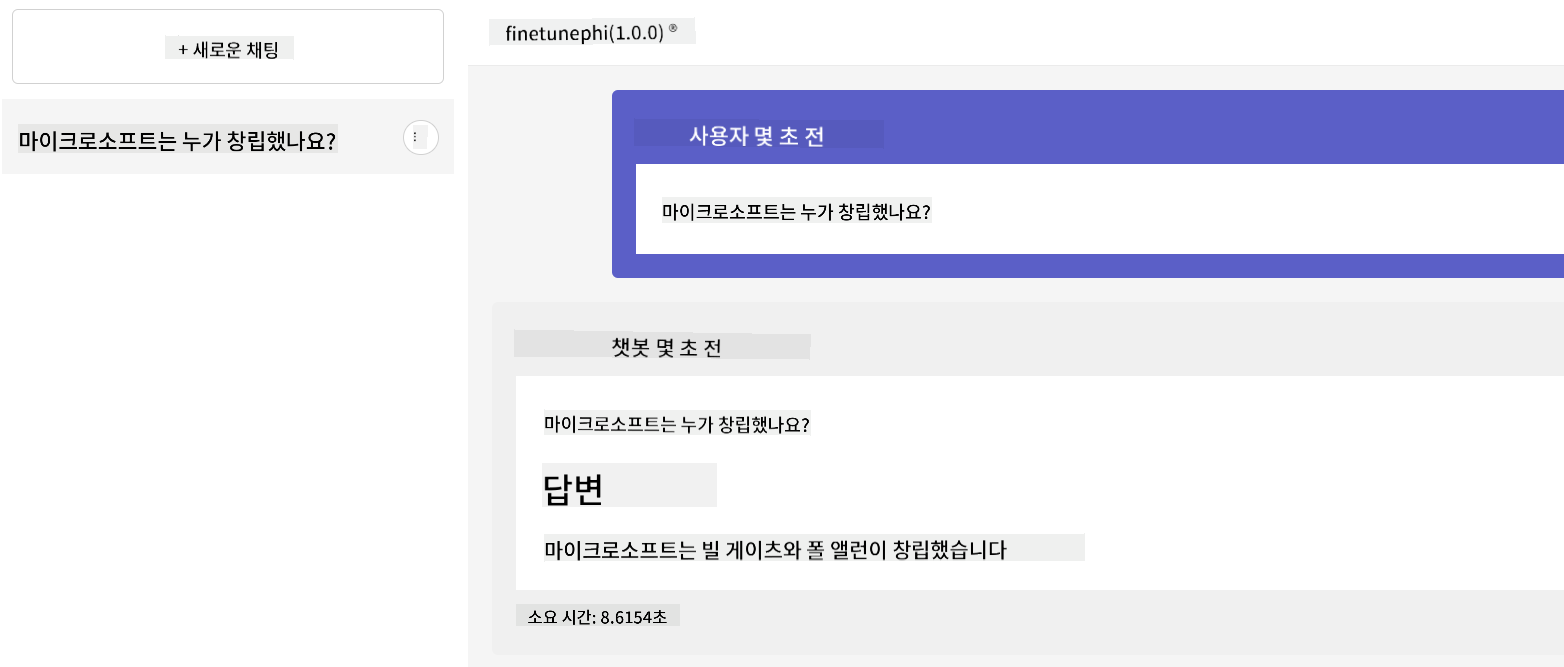 + 새로운 채팅
마이크로소프트는 누가 창립했나요?
finetunephi(1.0.0) ®
사용자 몇 초 전
마이크로소프트는 누가 창립했나요?
챗봇 몇 초 전
마이크로소프트는 누가 창립했나요?
답변
마이크로소프트는 빌 게이츠와 폴 앨런이 창립했습니다
소요 시간: 8.6154초